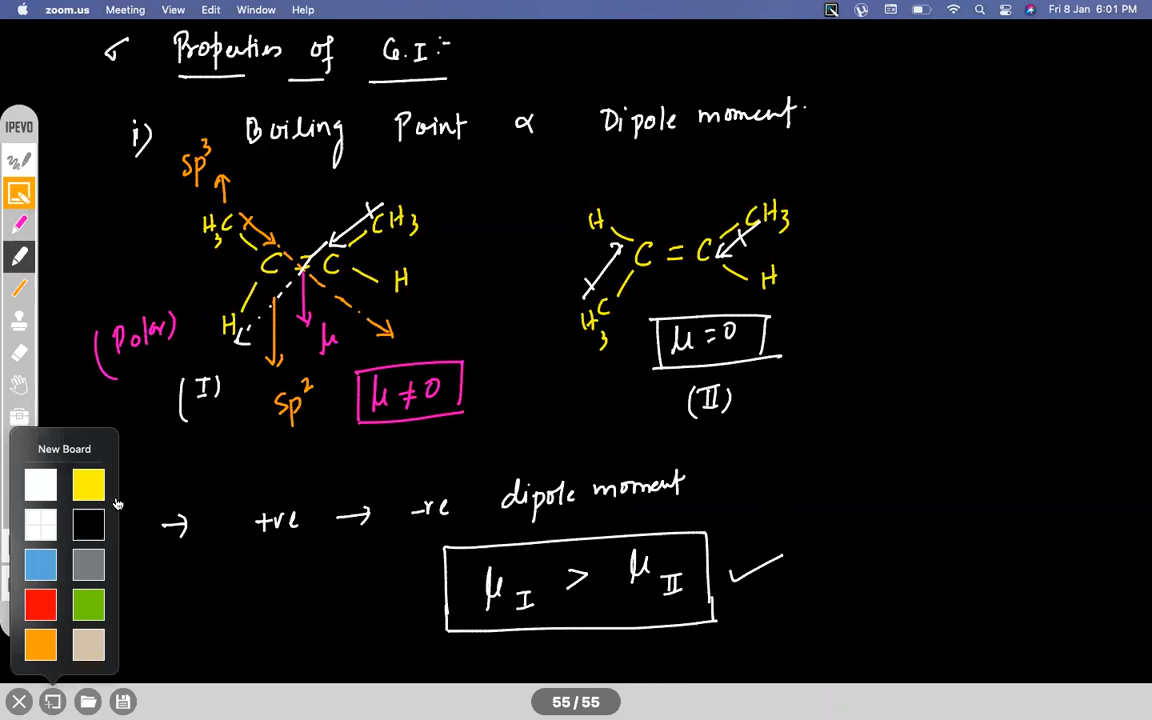 zoom.us Meeting View Edit Window Help Fri 8 Jan 6:01 PM
Properties of G.I :-
IPEVO
i) Boiling Point ∝ Dipole moment.
sp³
H₃C CH₃ H CH₃
C = C C = C
H H H₃C H
(Polar) μ μ = 0
(I) sp² μ ≠ 0 (II)
New Board
→ +ve → -ve dipole moment
μ_I > μ_II ✓
55/55